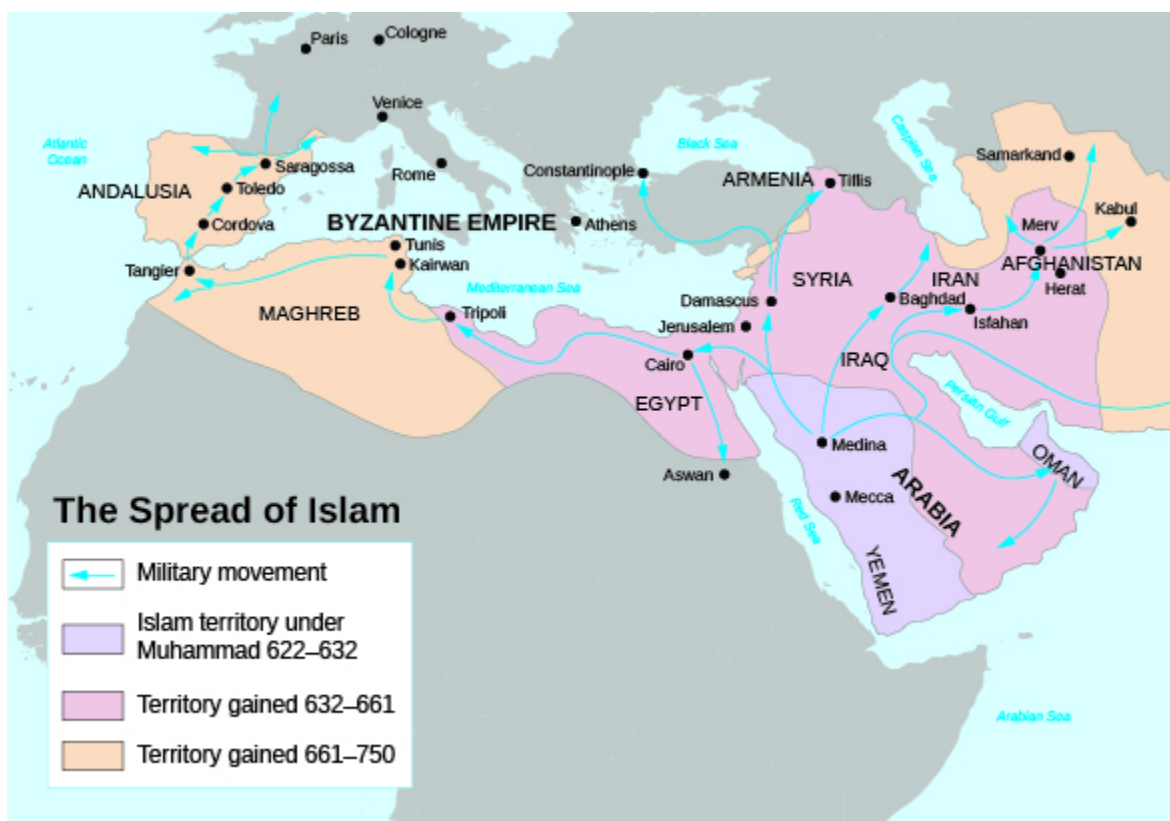 Paris
Cologne
Venice
Atlantic
Ocean
Black Sea
Caspian Sea
Samarkand
Saragossa
Rome
Constantinople
ARMENIA
Tiflis
ANDALUSIA
Toledo
Kabul
Cordova
BYZANTINE EMPIRE
Athens
Merv
Tunis
AFGHANISTAN
Tangier
Kairwan
SYRIA
IRAN
Herat
Mediterranean Sea
Damascus
Baghdad
MAGHREB
Tripoli
Jerusalem
Isfahan
Cairo
IRAQ
EGYPT
persian Gulf
Medina
OMAN
Aswan
ARABIA
Mecca
Red Sea
YEMEN
Arabian Sea
The Spread of Islam
Military movement
Islam territory under
Muhammad 622–632
Territory gained 632–661
Territory gained 661–750